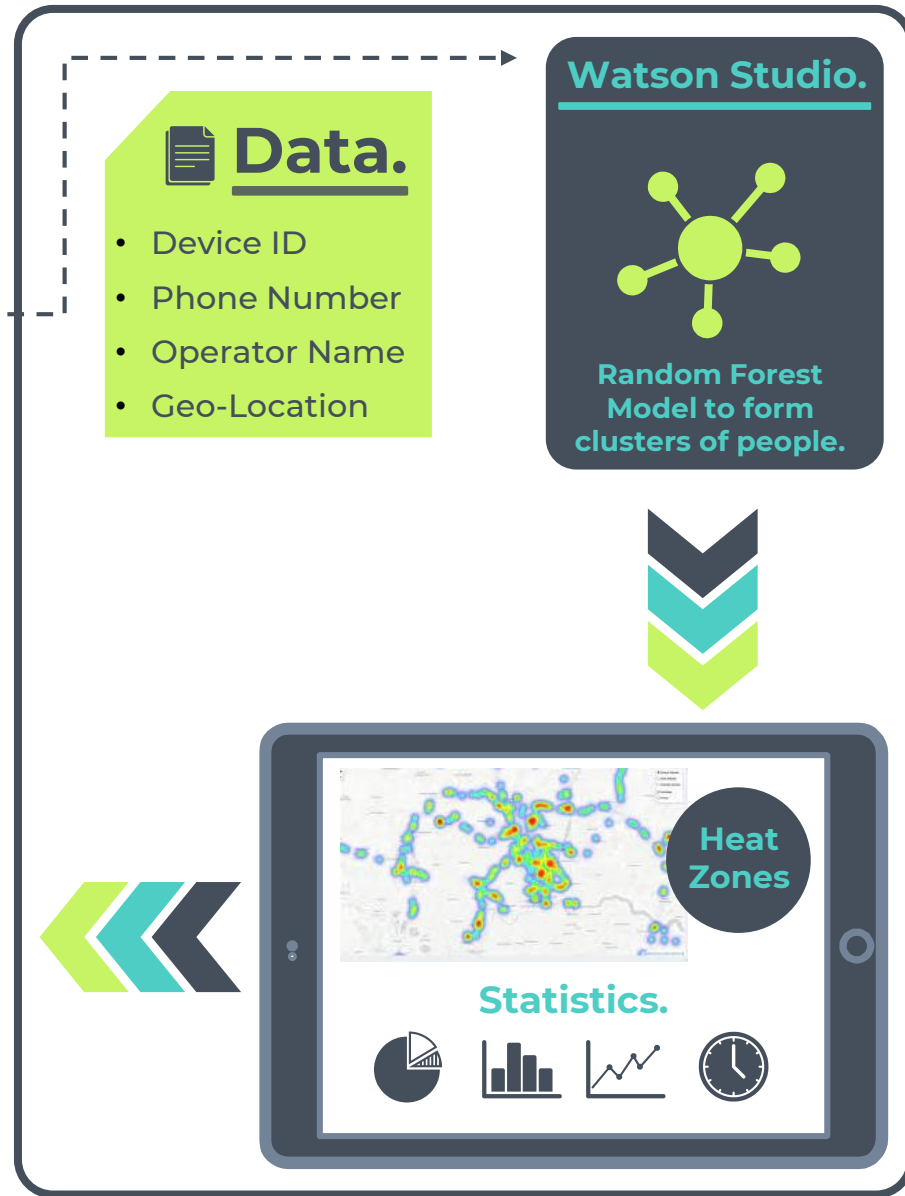 Data.
• Device ID
• Phone Number
• Operator Name
• Geo-Location
Watson Studio.
Random Forest
Model to form
clusters of people.
Heat
Zones
Statistics.